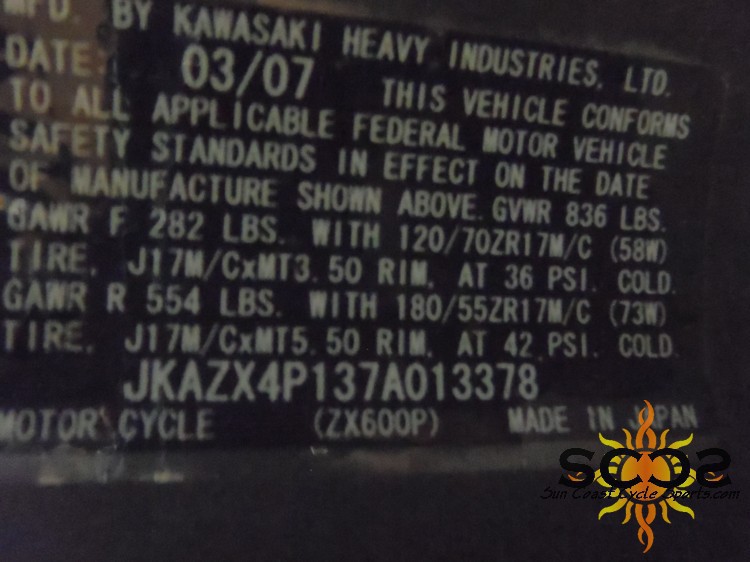 MFD. BY KAWASAKI HEAVY INDUSTRIES, LTD.
DATE: 03/07 THIS VEHICLE CONFORMS
TO ALL APPLICABLE FEDERAL MOTOR VEHICLE
SAFETY STANDARDS IN EFFECT ON THE DATE
OF MANUFACTURE SHOWN ABOVE. GVWR 836 LBS.
GAWR F 282 LBS. WITH 120/70ZR17M/C (58W)
TIRE, J17M/CxMT3.50 RIM, AT 36 PSI. COLD.
GAWR R 554 LBS. WITH 180/55ZR17M/C (73W)
TIRE, J17M/CxMT5.50 RIM, AT 42 PSI. COLD.
JKAZX4P137A013378
MOTOR CYCLE (ZX600P) MADE IN JAPAN
SCCS
Sun Coast Cycle Sports.com